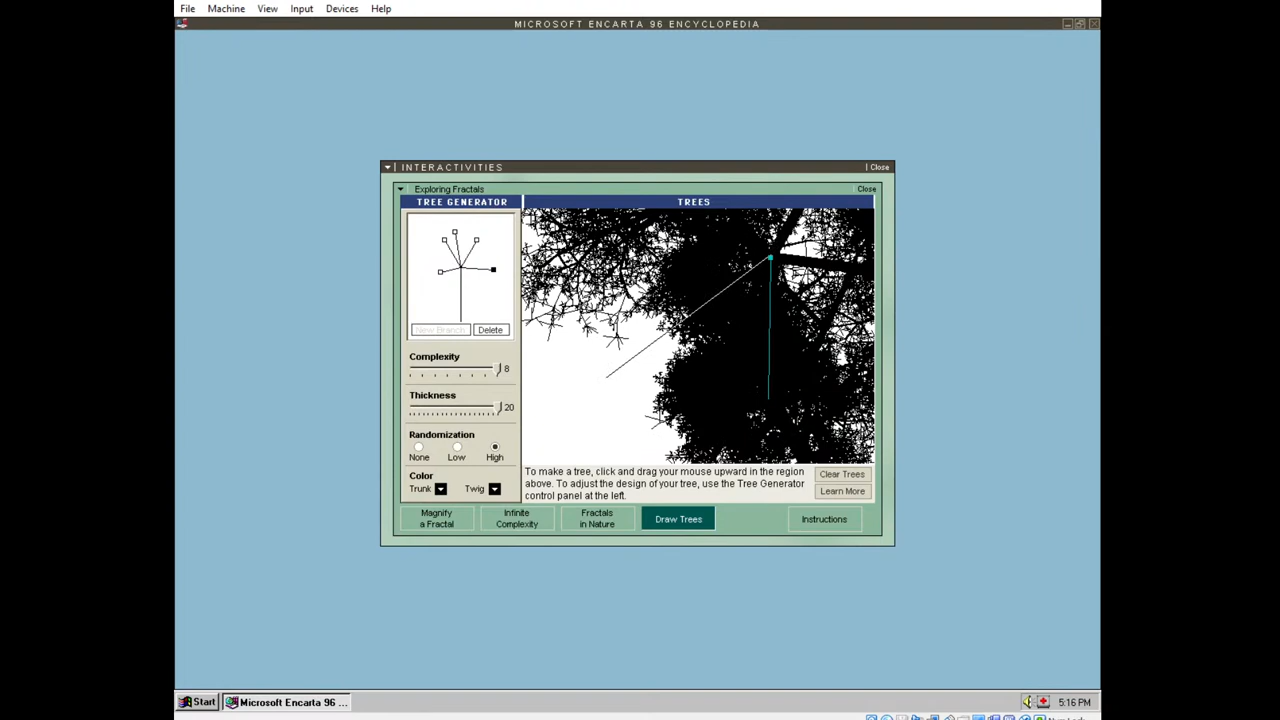 File Machine View Input Devices Help
MICROSOFT ENCARTA 96 ENCYCLOPEDIA
INTERACTIVITIES Close
Exploring Fractals Close
TREE GENERATOR TREES
New Branch Delete
Complexity
8
Thickness
20
Randomization
None Low High
Color
Trunk Twig
To make a tree, click and drag your mouse upward in the region
above. To adjust the design of your tree, use the Tree Generator
control panel at the left.
Clear Trees
Learn More
Magnify
a Fractal
Infinite
Complexity
Fractals
in Nature
Draw Trees
Instructions
Start Microsoft Encarta 96 ... 5:16 PM